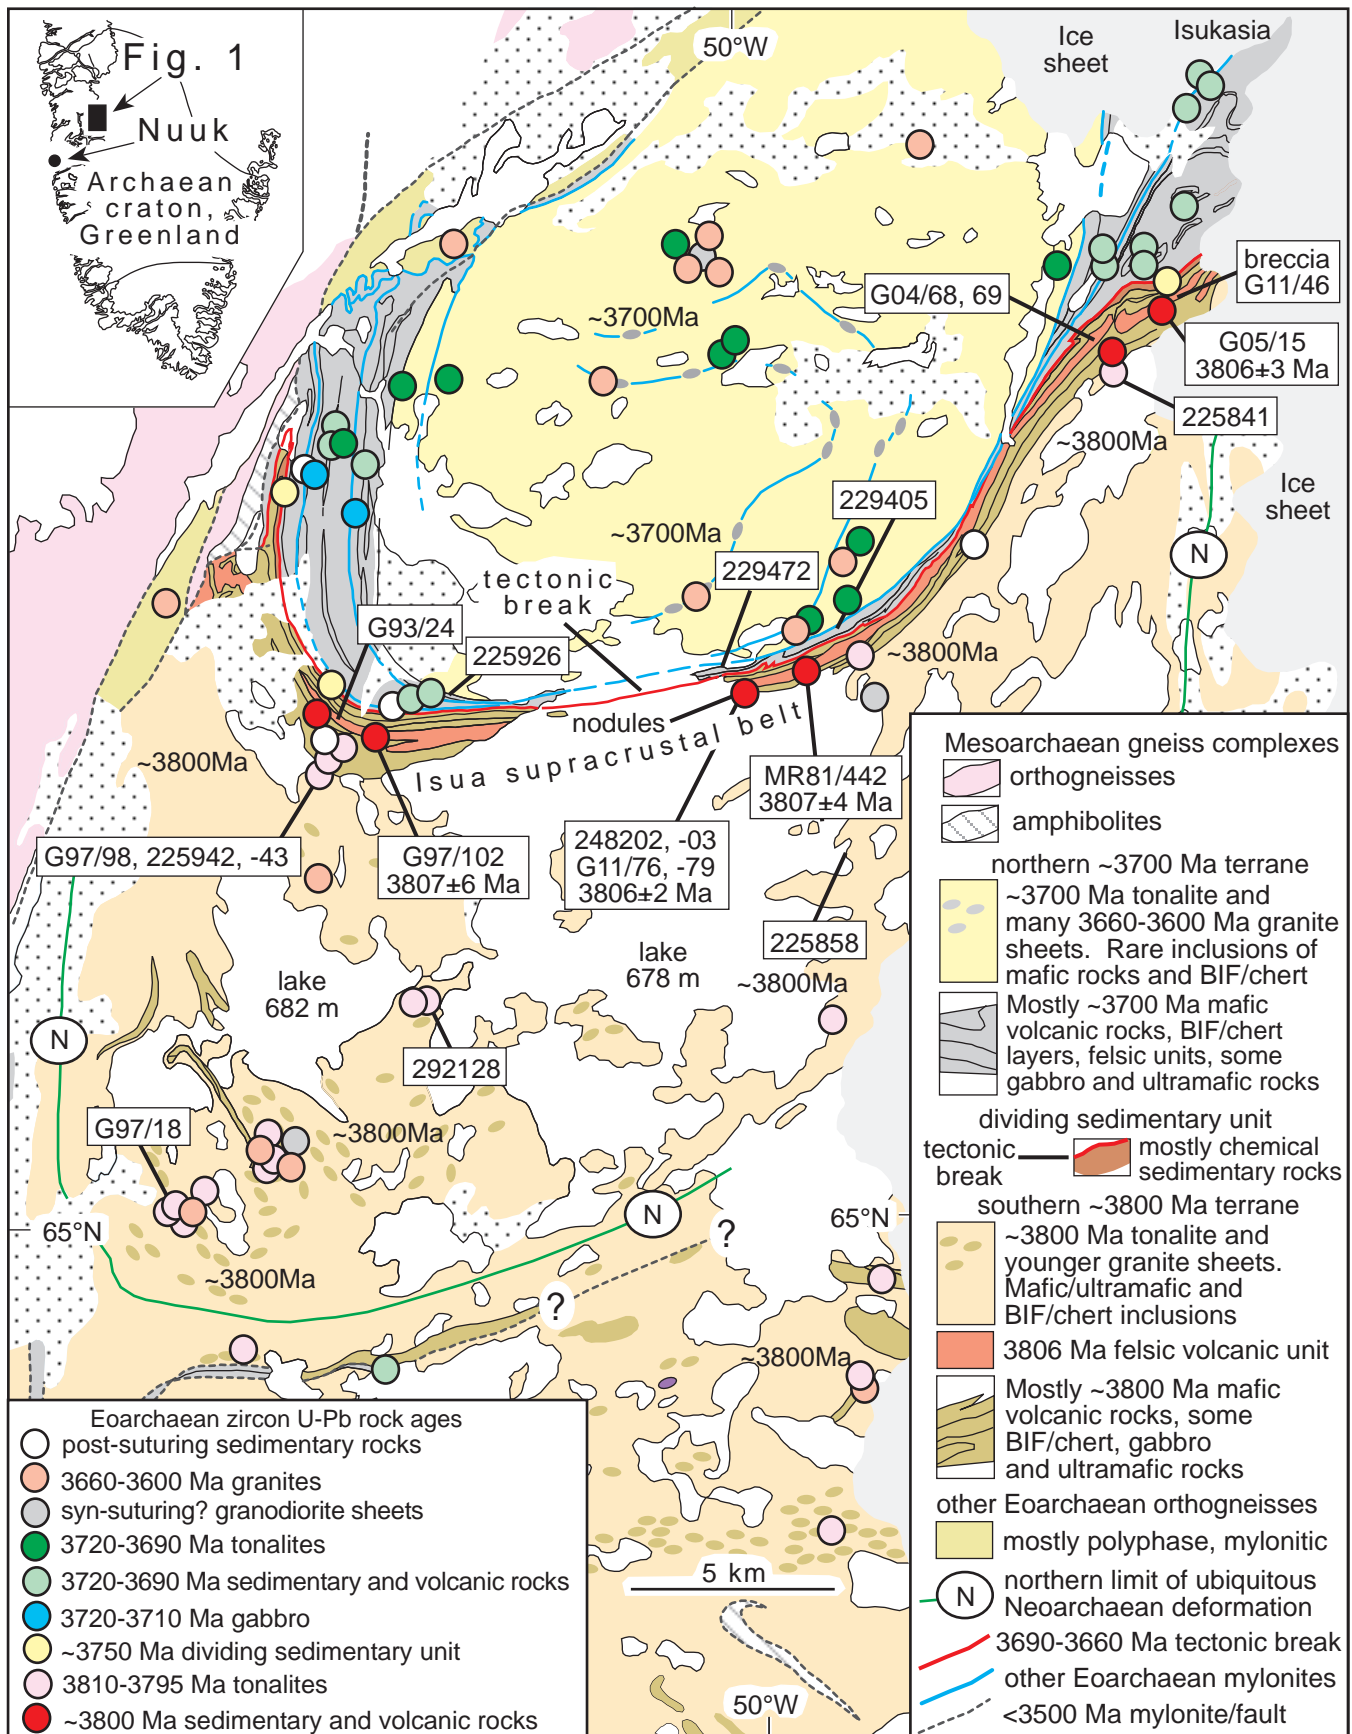 Fig. 1
Nuuk
Archaean
craton,
Greenland
50°W
Ice
sheet
Isukasia
breccia
G11/46
G04/68, 69
G05/15
3806±3 Ma
225841
~3700Ma
~3800Ma
Ice
sheet
N
229405
~3700Ma
229472
tectonic
break
G93/24
225926
~3800Ma
nodules
Isua supracrustal belt
~3800Ma
MR81/442
3807±4 Ma
G97/98, 225942, -43
G97/102
3807±6 Ma
248202, -03
G11/76, -79
3806±2 Ma
225858
lake
682 m
lake
678 m
~3800Ma
N
292128
G97/18
~3800Ma
65°N
N
65°N
?
~3800Ma
?
~3800Ma
5 km
50°W
Eoarchaean zircon U-Pb rock ages
post-suturing sedimentary rocks
3660-3600 Ma granites
syn-suturing? granodiorite sheets
3720-3690 Ma tonalites
3720-3690 Ma sedimentary and volcanic rocks
3720-3710 Ma gabbro
~3750 Ma dividing sedimentary unit
3810-3795 Ma tonalites
~3800 Ma sedimentary and volcanic rocks
Mesoarchaean gneiss complexes
orthogneisses
amphibolites
northern ~3700 Ma terrane
~3700 Ma tonalite and
many 3660-3600 Ma granite
sheets. Rare inclusions of
mafic rocks and BIF/chert
Mostly ~3700 Ma mafic
volcanic rocks, BIF/chert
layers, felsic units, some
gabbro and ultramafic rocks
dividing sedimentary unit
tectonic
break
mostly chemical
sedimentary rocks
southern ~3800 Ma terrane
~3800 Ma tonalite and
younger granite sheets.
Mafic/ultramafic and
BIF/chert inclusions
3806 Ma felsic volcanic unit
Mostly ~3800 Ma mafic
volcanic rocks, some
BIF/chert, gabbro
and ultramafic rocks
other Eoarchaean orthogneisses
mostly polyphase, mylonitic
N
northern limit of ubiquitous
Neoarchaean deformation
3690-3660 Ma tectonic break
other Eoarchaean mylonites
<3500 Ma mylonite/fault